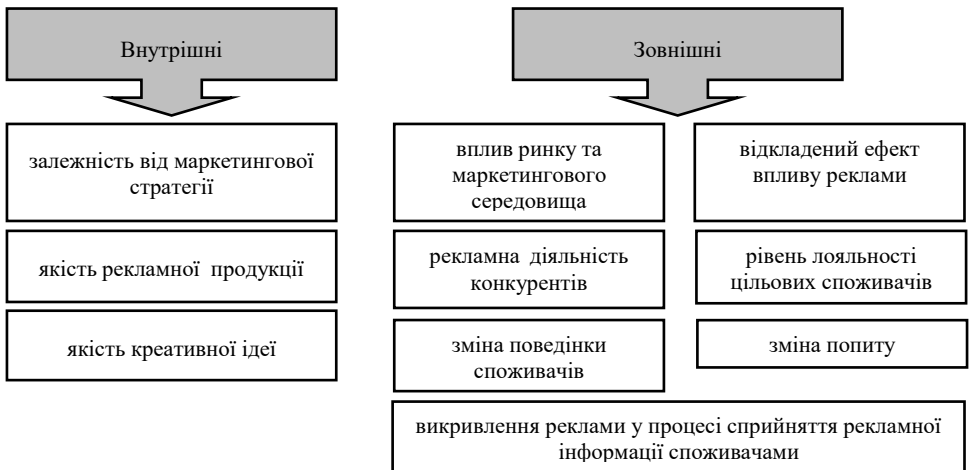 Внутрішні
залежність від маркетингової
стратегії
якість рекламної продукції
якість креативної ідеї
Зовнішні
вплив ринку та
маркетингового
середовища
відкладений ефект
впливу реклами
рекламна діяльність
конкурентів
рівень лояльності
цільових споживачів
зміна поведінки
споживачів
зміна попиту
викривлення реклами у процесі сприйняття рекламної
інформації споживачами